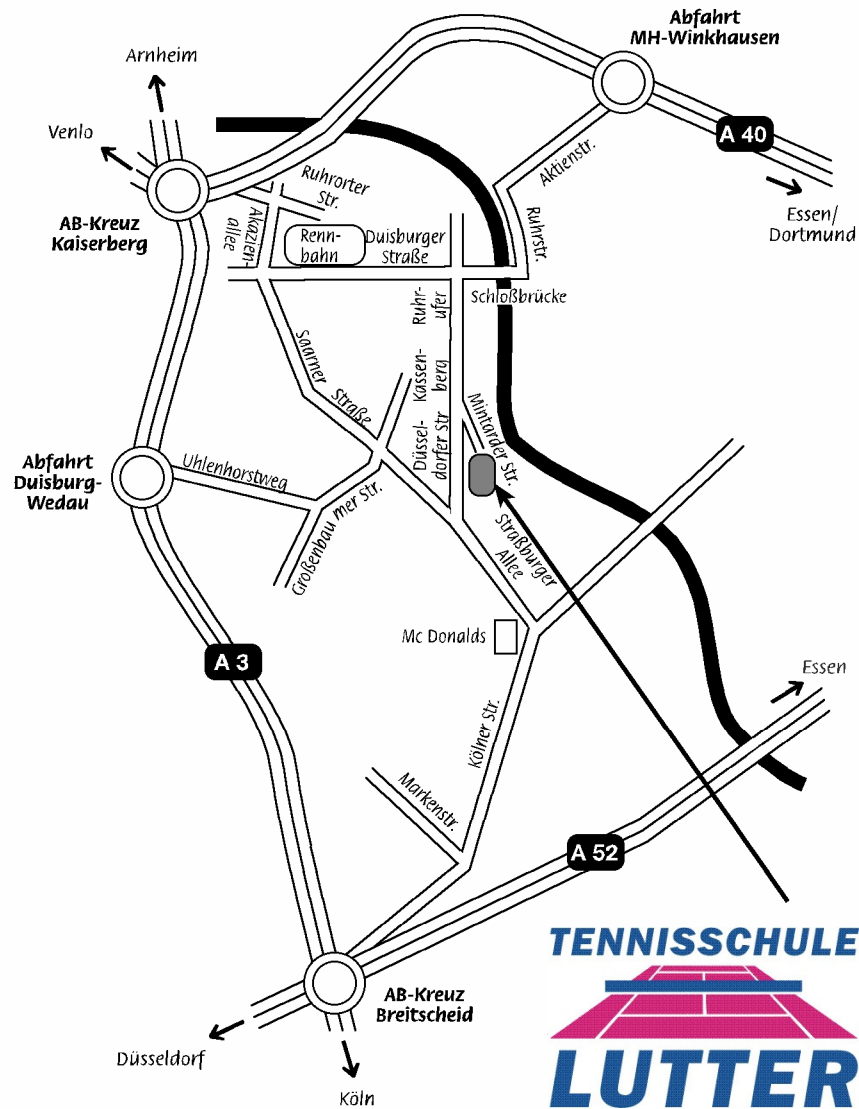 Abfahrt
MH-Winkhausen
Arnheim
Venlo
A 40
Aktienstr.
Ruhrorter
Str.
Essen/
Dortmund
AB-Kreuz
Kaiserberg
Akazien-
allee
Renn-
bahn
Duisburger
Straße
Ruhrstr.
Schloßbrücke
Ruhr-
ufer
Saarner
Straße
Kassen-
berg
Mintarder Str.
Düssel-
dorfer Str
Abfahrt
Duisburg-
Wedau
Uhlenhorstweg
Großenbau mer Str.
Straßburger
Allee
Mc Donalds
A 3
Essen
Kölner Str.
Markenstr.
A 52
AB-Kreuz
Breitscheid
Düsseldorf
Köln
TENNISSCHULE
LUTTER